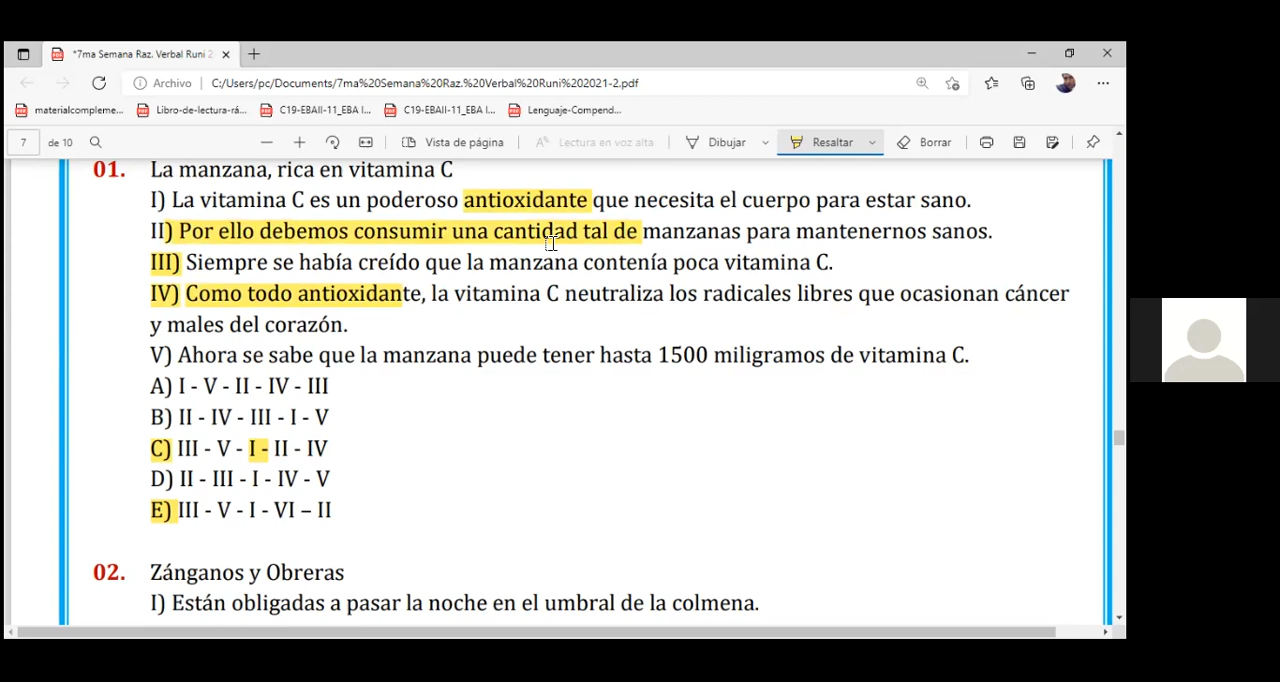 *7ma Semana Raz. Verbal Runi 2
Archivo C:/Users/pc/Documents/7ma%20Semana%20Raz.%20Verbal%20Runi%202021-2.pdf
materialcompleme... Libro-de-lectura-rá... C19-EBAII-11_EBA I... C19-EBAII-11_EBA I... Lenguaje-Compend...
7 de 10 Vista de página Lectura en voz alta Dibujar Resaltar Borrar
01. La manzana, rica en vitamina C
I) La vitamina C es un poderoso antioxidante que necesita el cuerpo para estar sano.
II) Por ello debemos consumir una cantidad tal de manzanas para mantenernos sanos.
III) Siempre se había creído que la manzana contenía poca vitamina C.
IV) Como todo antioxidante, la vitamina C neutraliza los radicales libres que ocasionan cáncer
y males del corazón.
V) Ahora se sabe que la manzana puede tener hasta 1500 miligramos de vitamina C.
A) I - V - II - IV - III
B) II - IV - III - I - V
C) III - V - I - II - IV
D) II - III - I - IV - V
E) III - V - I - VI – II
02. Zánganos y Obreras
I) Están obligadas a pasar la noche en el umbral de la colmena.